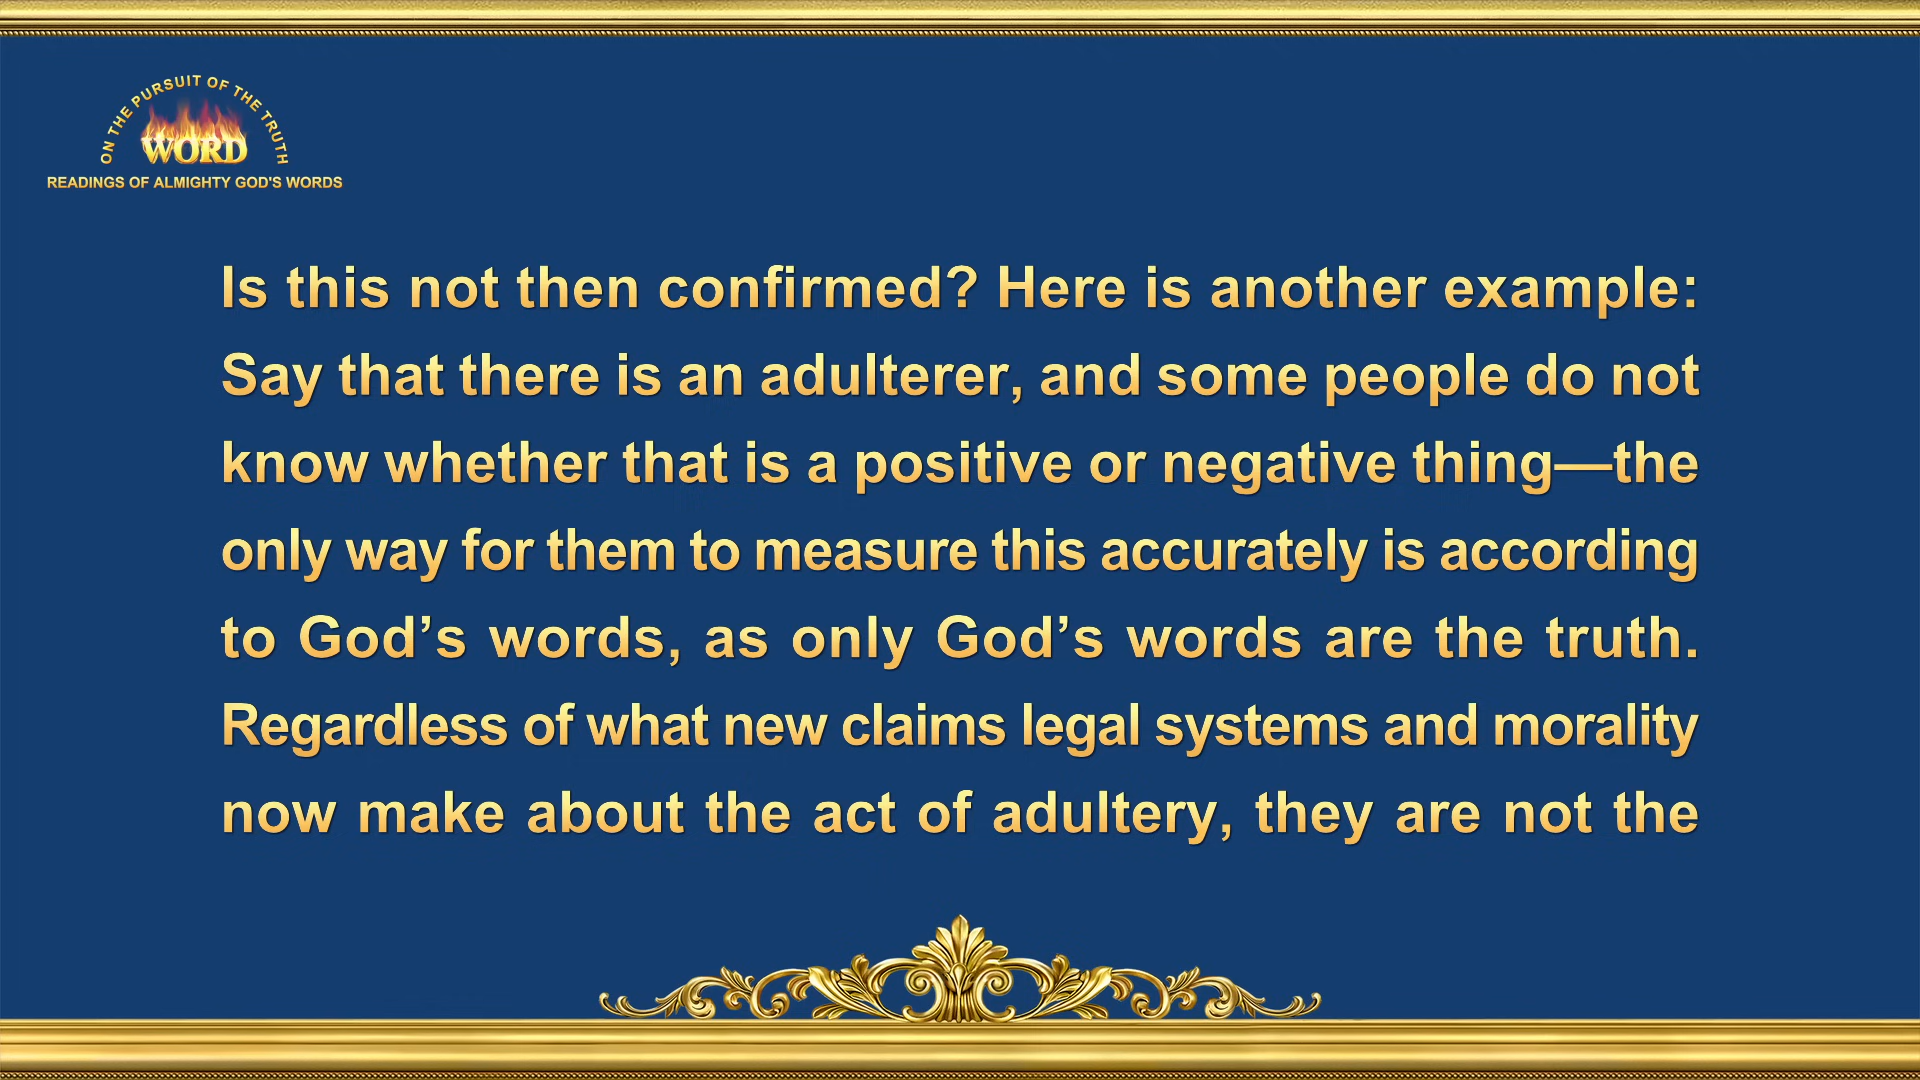 ON THE PURSUIT OF THE TRUTH
WORD
READINGS OF ALMIGHTY GOD'S WORDS
Is this not then confirmed? Here is another example:
Say that there is an adulterer, and some people do not
know whether that is a positive or negative thing—the
only way for them to measure this accurately is according
to God’s words, as only God’s words are the truth.
Regardless of what new claims legal systems and morality
now make about the act of adultery, they are not the